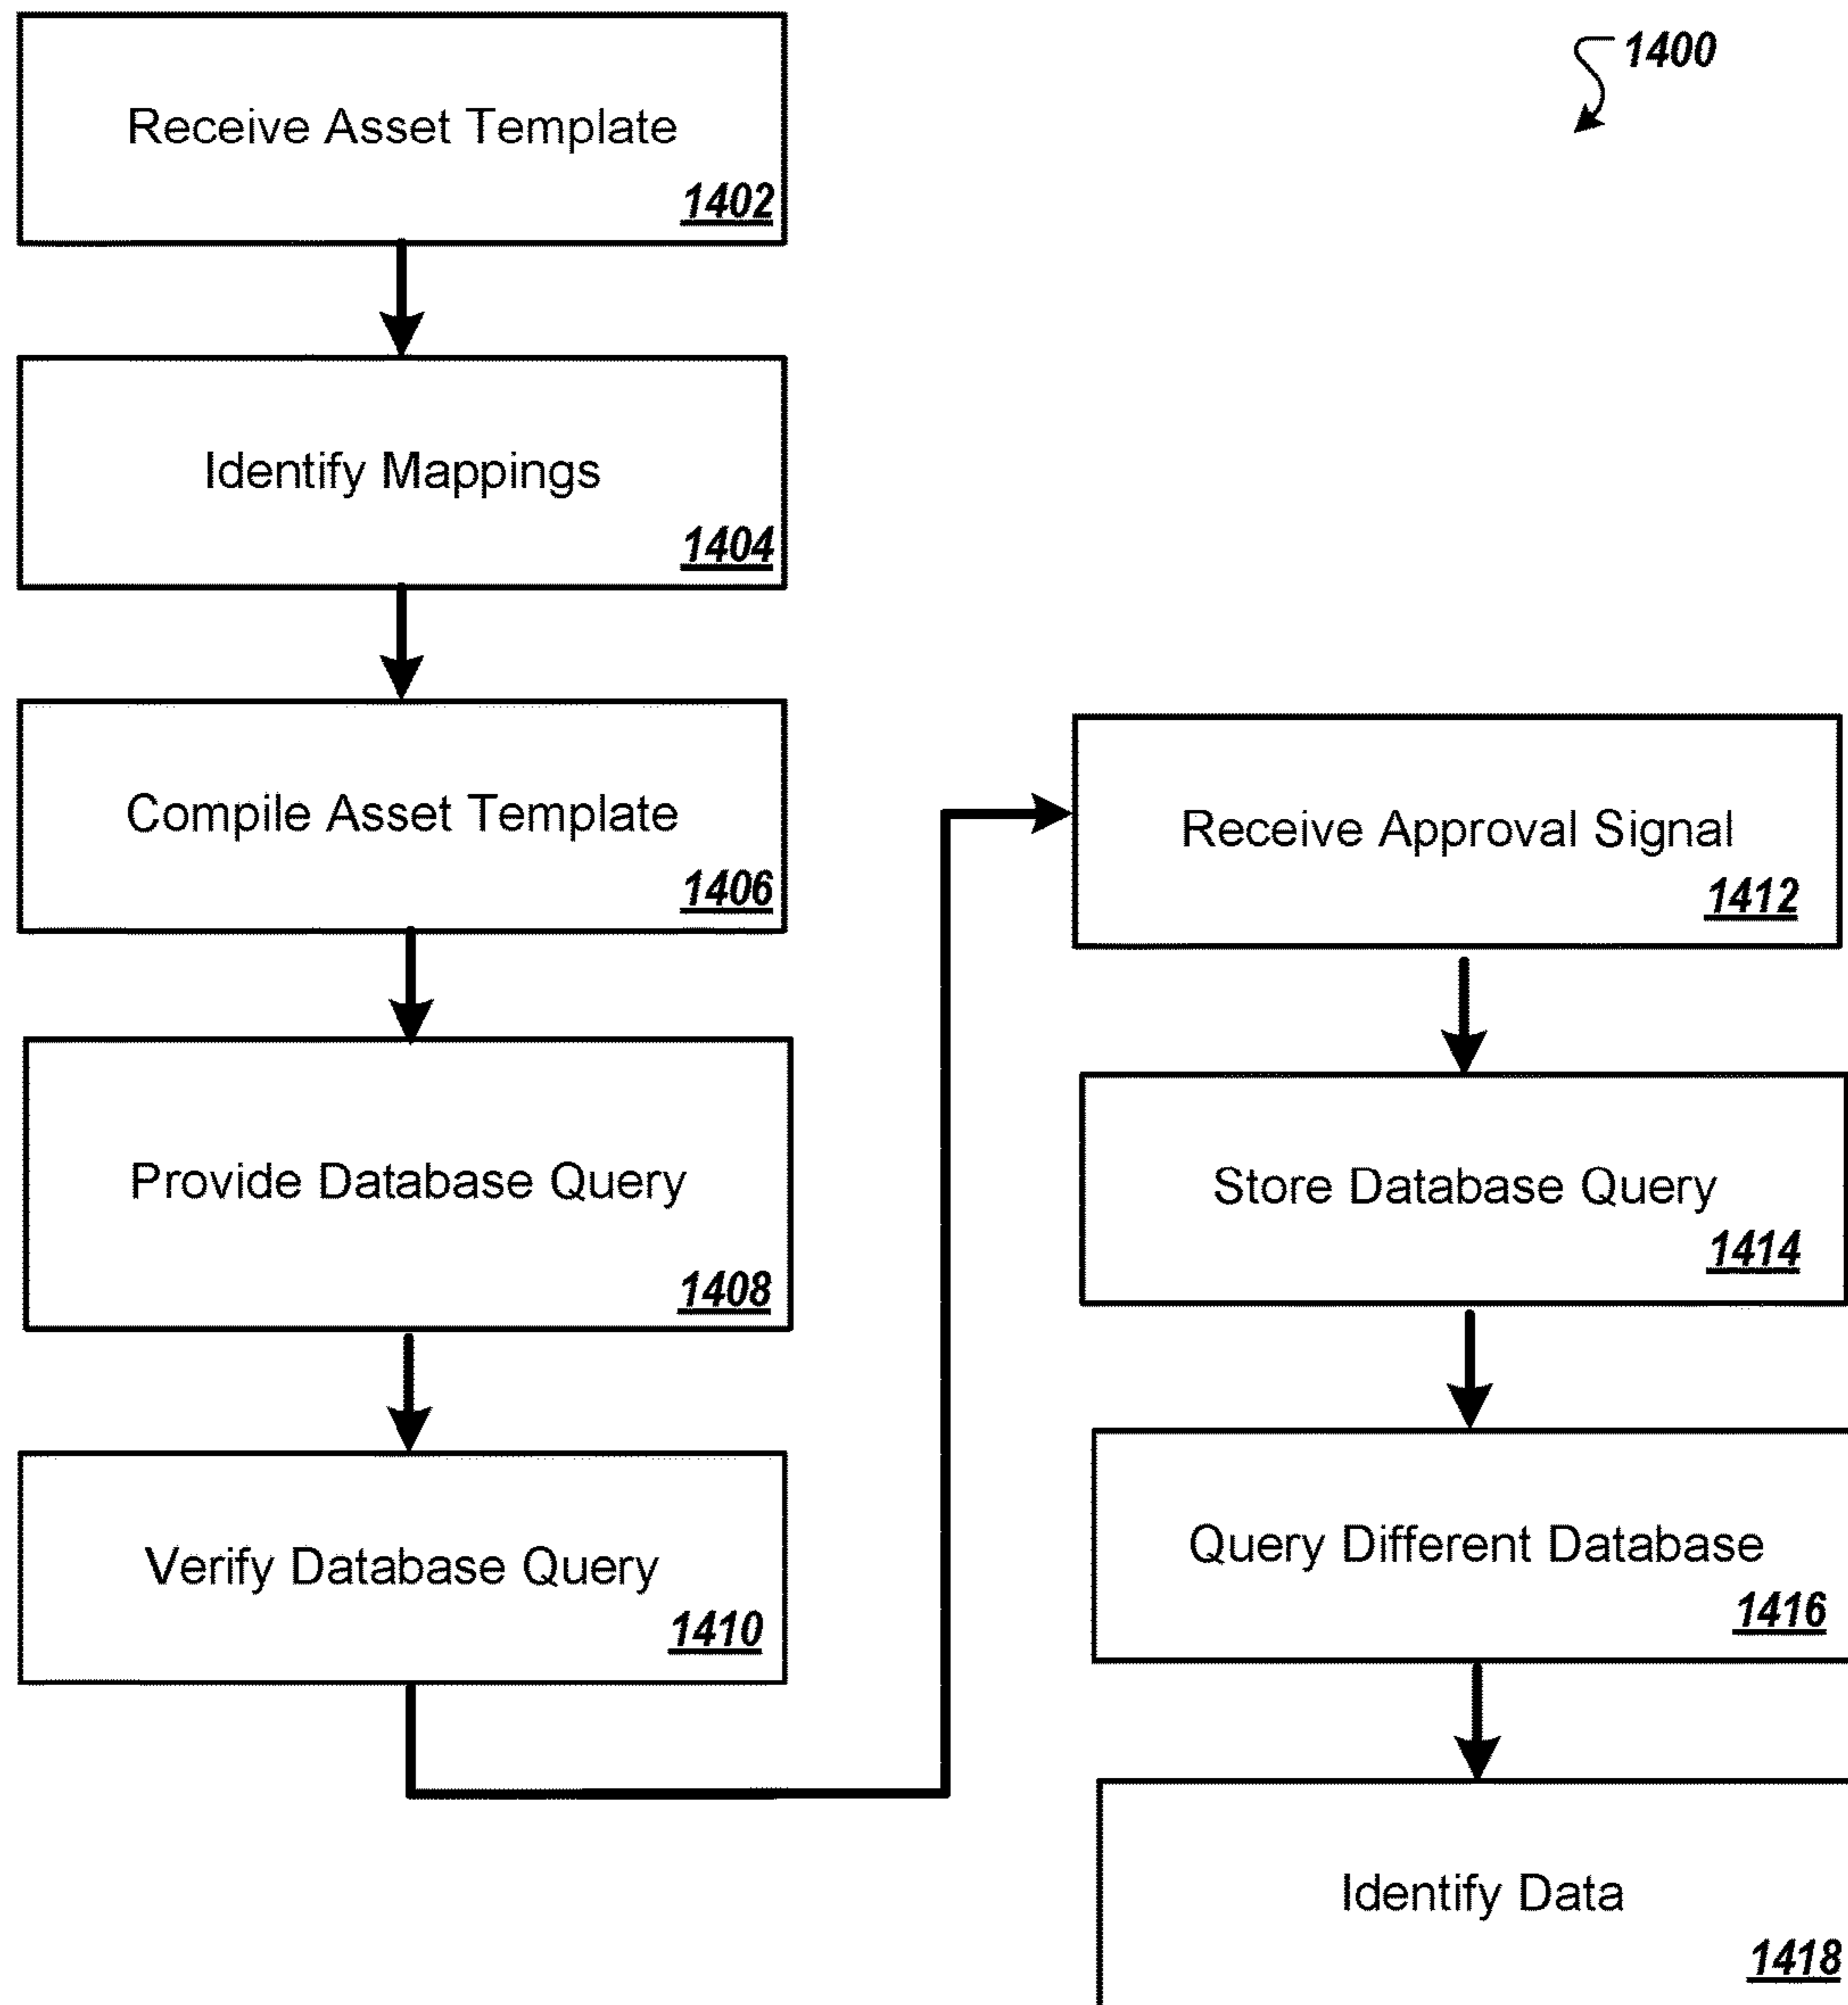 1400
Receive Asset Template
1402
Identify Mappings
1404
Compile Asset Template
1406
Provide Database Query
1408
Verify Database Query
1410
Receive Approval Signal
1412
Store Database Query
1414
Query Different Database
1416
Identify Data
1418